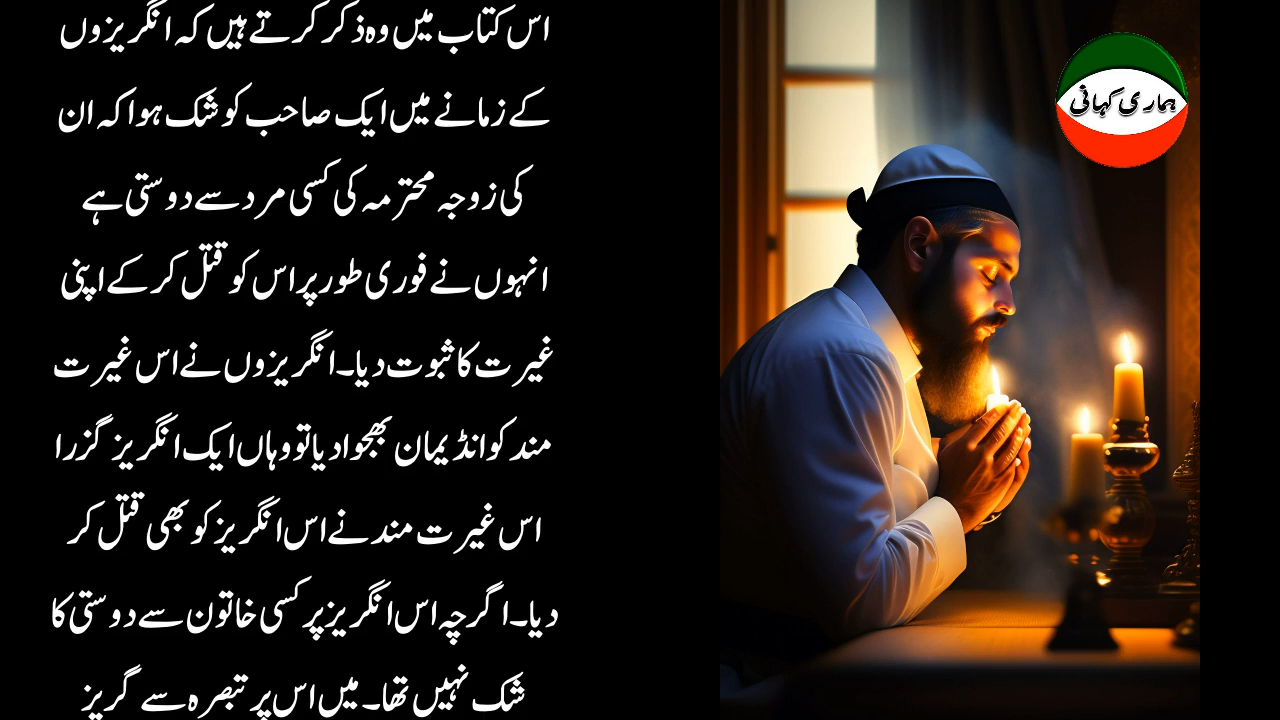 اس کتاب میں وہ ذکر کرتے ہیں کہ انگریزوں
کے زمانے میں ایک صاحب کو شک ہوا کہ ان
کی زوجہ محترمہ کی کسی مرد سے دوستی ہے
انہوں نے فوری طور پر اس کو قتل کر کے اپنی
غیرت کا ثبوت دیا۔ انگریزوں نے اس غیرت
مند کو انڈیمان بھجوا دیا تو وہاں ایک انگریز گزرا
اس غیرت مند نے اس انگریز کو بھی قتل کر
دیا۔ اگرچہ اس انگریز پر کسی خاتون سے دوستی کا
شک نہیں تھا۔ میں اس پر تبصرہ سے گریز
ہماری کہانی